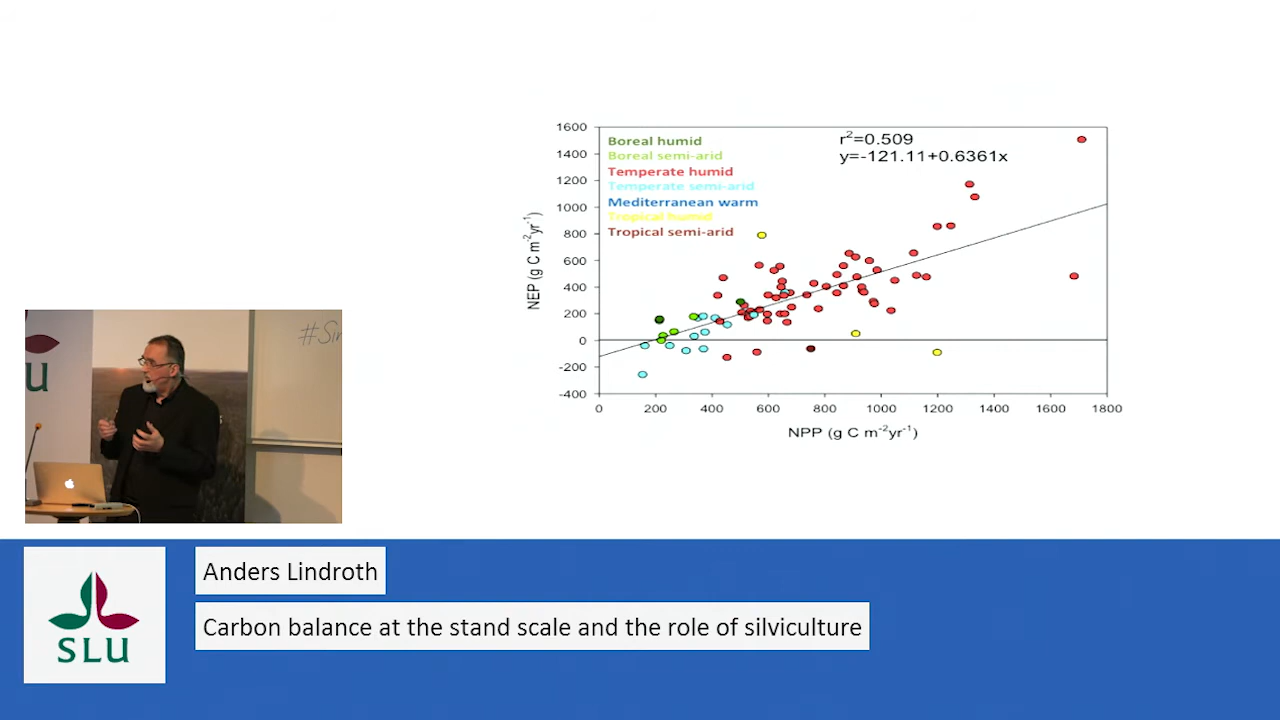 1600
1400
1200
1000
800
600
400
200
0
-200
-400
0 200 400 600 800 1000 1200 1400 1600 1800
NEP (g C m⁻²yr⁻¹)
NPP (g C m⁻²yr⁻¹)
Boreal humid
Boreal semi-arid
Temperate humid
Temperate semi-arid
Mediterranean warm
Tropical humid
Tropical semi-arid
r²=0.509
y=-121.11+0.6361x
#Si
U
SLU
Anders Lindroth
Carbon balance at the stand scale and the role of silviculture